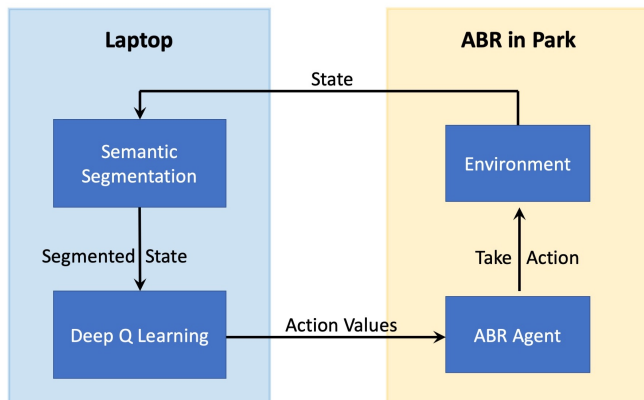 Laptop
ABR in Park
State
Semantic
Segmentation
Environment
Segmented State
Take Action
Deep Q Learning
Action Values
ABR Agent